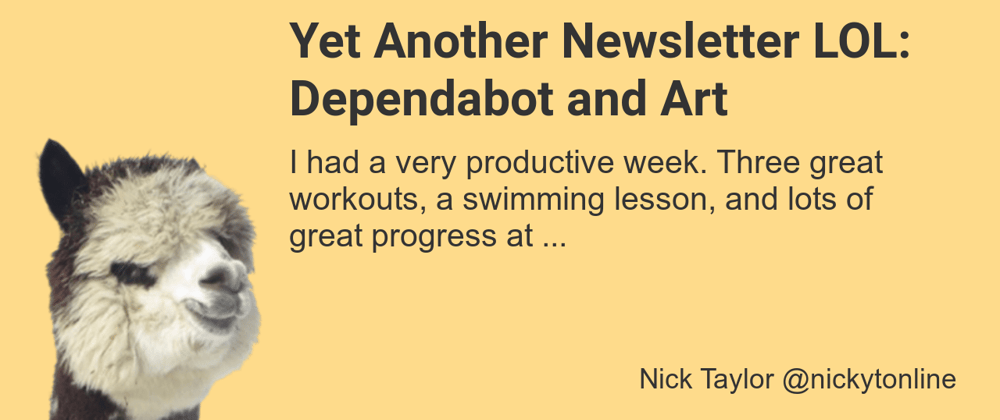 Yet Another Newsletter LOL:
Dependabot and Art
I had a very productive week. Three great
workouts, a swimming lesson, and lots of
great progress at ...
Nick Taylor @nickytonline